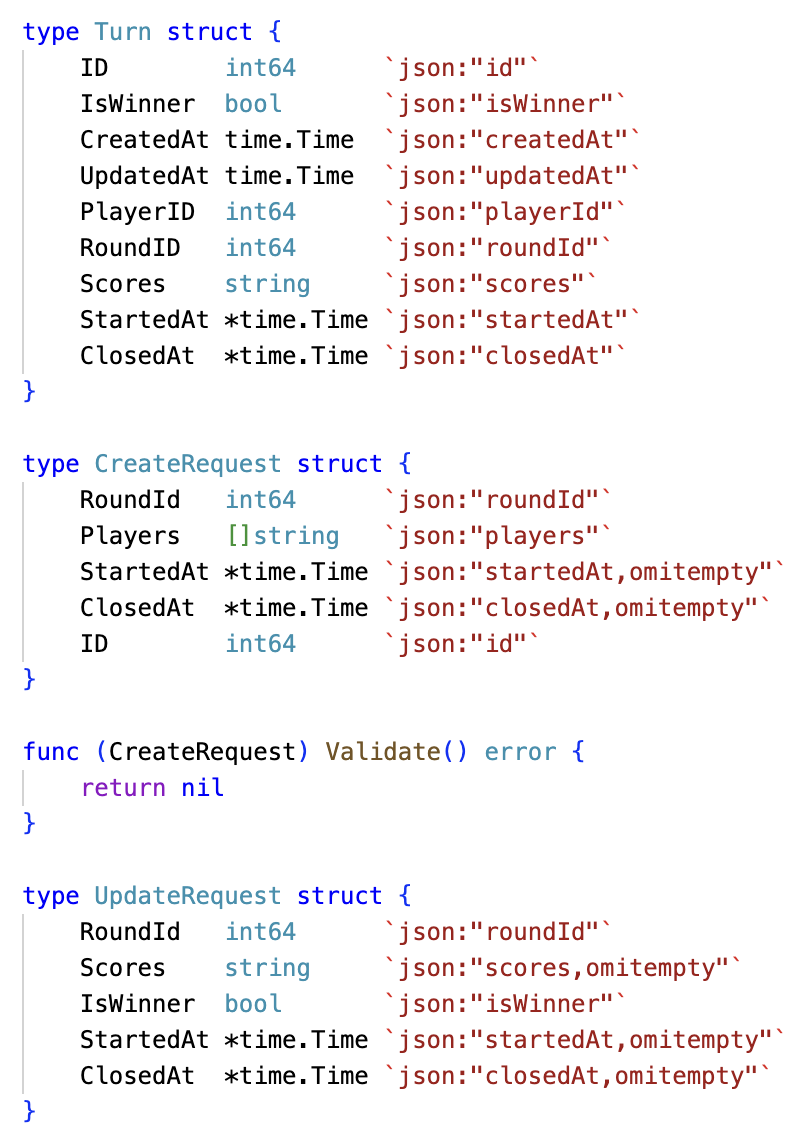 type Turn struct {
    ID        int64      `json:"id"`
    IsWinner  bool       `json:"isWinner"`
    CreatedAt time.Time  `json:"createdAt"`
    UpdatedAt time.Time  `json:"updatedAt"`
    PlayerID  int64      `json:"playerId"`
    RoundID   int64      `json:"roundId"`
    Scores    string     `json:"scores"`
    StartedAt *time.Time `json:"startedAt"`
    ClosedAt  *time.Time `json:"closedAt"`
}

type CreateRequest struct {
    RoundId   int64      `json:"roundId"`
    Players   []string   `json:"players"`
    StartedAt *time.Time `json:"startedAt,omitempty"`
    ClosedAt  *time.Time `json:"closedAt,omitempty"`
    ID        int64      `json:"id"`
}

func (CreateRequest) Validate() error {
    return nil
}

type UpdateRequest struct {
    RoundId   int64      `json:"roundId"`
    Scores    string     `json:"scores,omitempty"`
    IsWinner  bool       `json:"isWinner"`
    StartedAt *time.Time `json:"startedAt,omitempty"`
    ClosedAt  *time.Time `json:"closedAt,omitempty"`
}